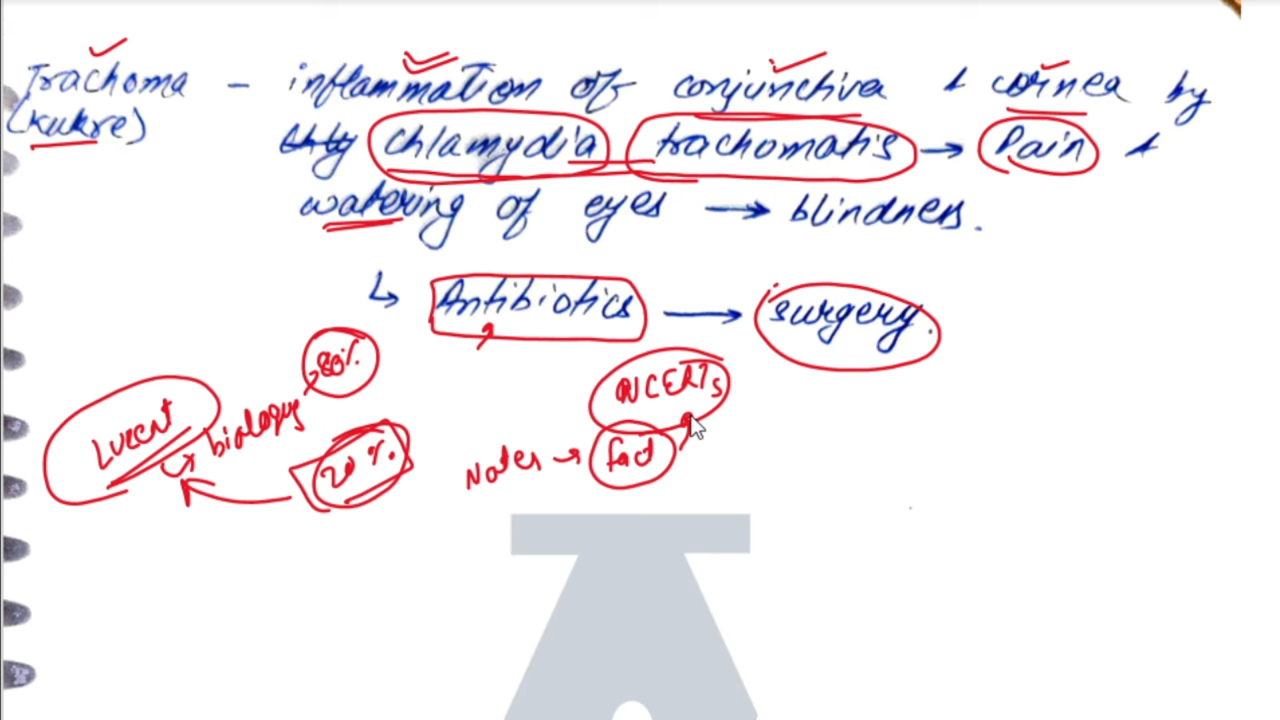 Trachoma - inflammation of conjunctiva & cornea by
(Kukre) Chly Chlamydia trachomatis → Pain &
watering of eyes → blindness.
↳ Antibiotics → surgery.
80%
NCERTs
Lucent
biology
20%
Notes → fact